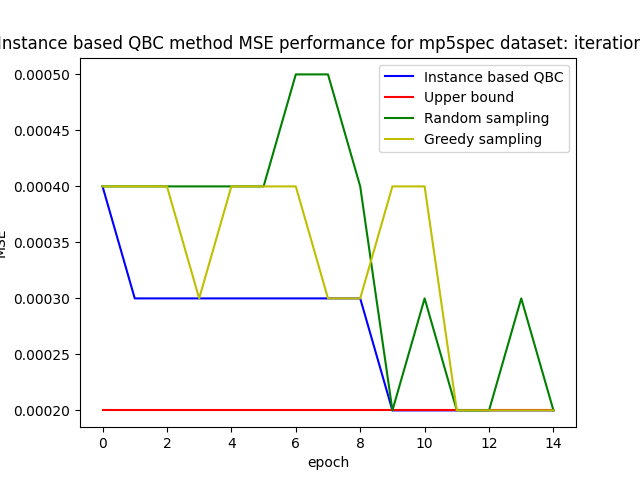 Instance based QBC method MSE performance for mp5spec dataset: iteration
Instance based QBC
Upper bound
Random sampling
Greedy sampling
0.00050
0.00045
0.00040
0.00035
0.00030
0.00025
0.00020
MSE
0
2
4
6
8
10
12
14
epoch